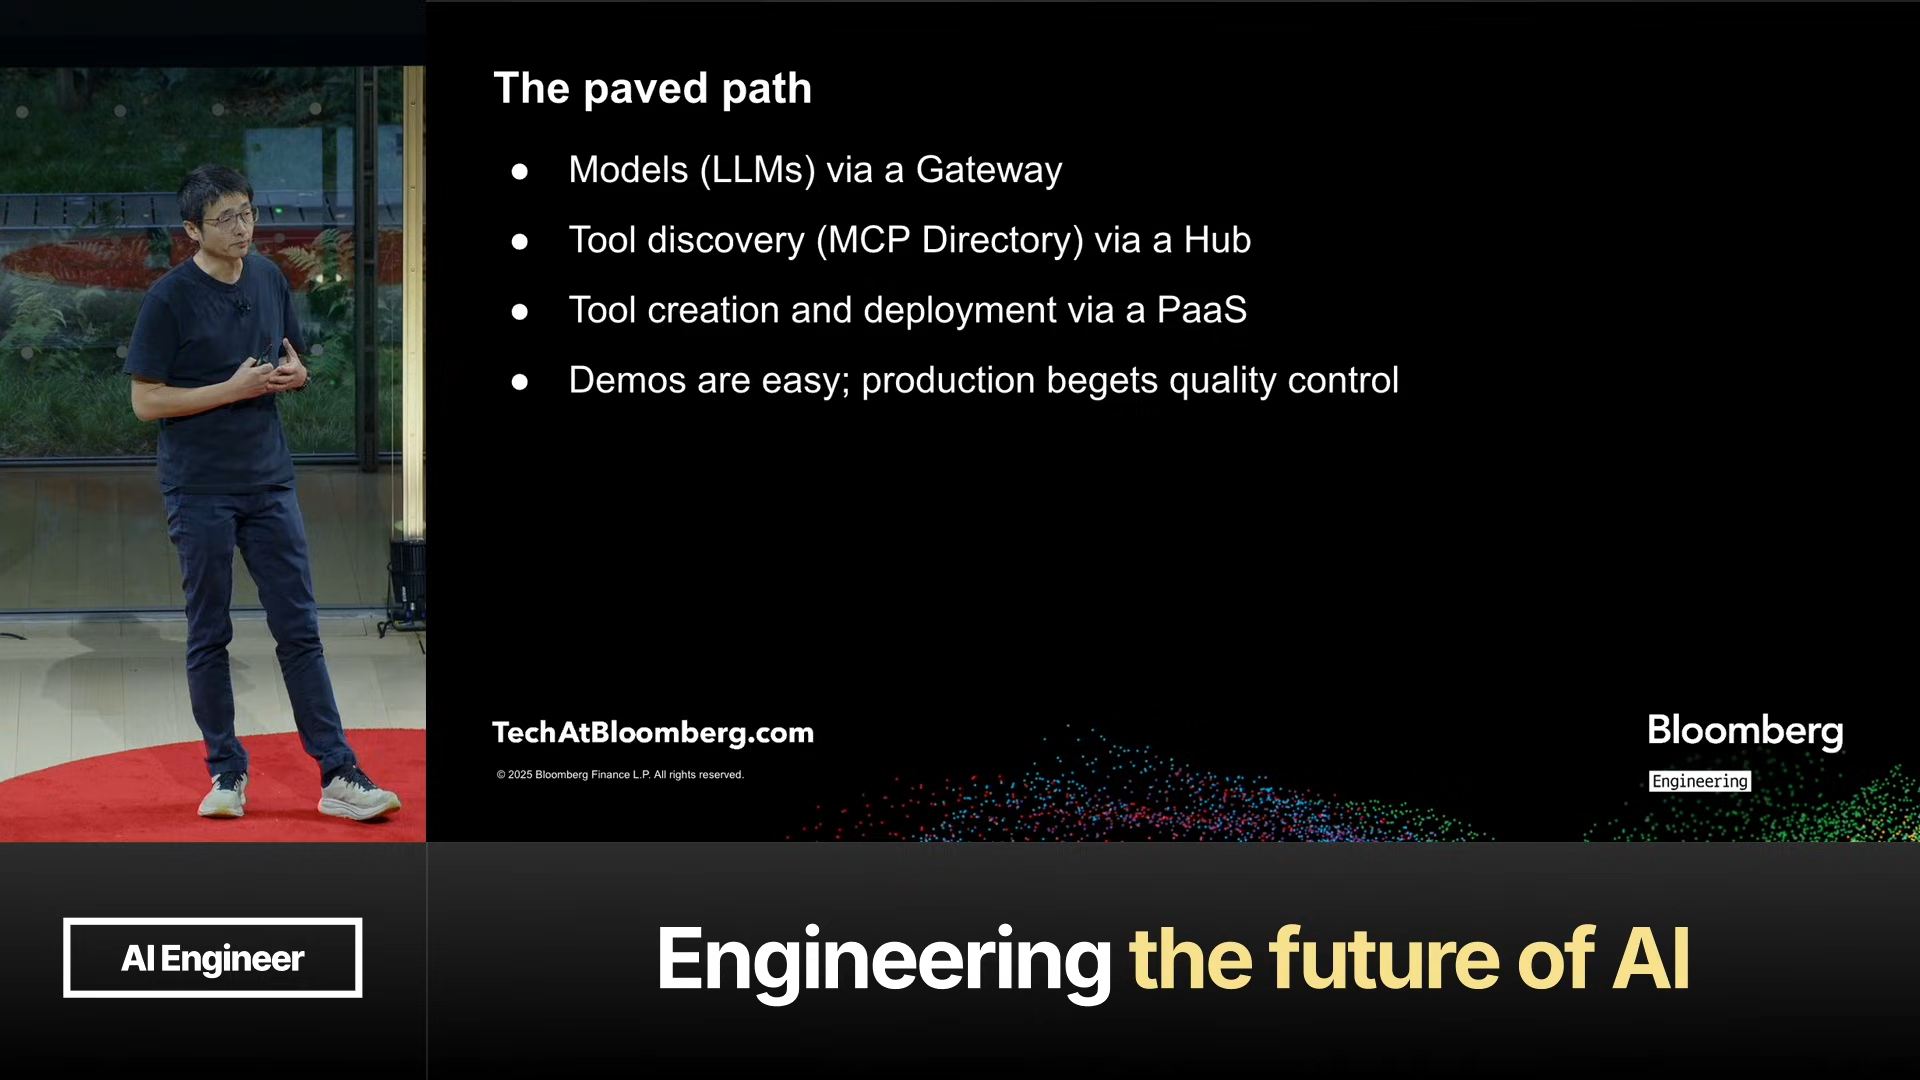 The paved path
● Models (LLMs) via a Gateway
● Tool discovery (MCP Directory) via a Hub
● Tool creation and deployment via a PaaS
● Demos are easy; production begets quality control
TechAtBloomberg.com
© 2025 Bloomberg Finance L.P. All rights reserved.
Bloomberg
Engineering
AI Engineer
Engineering the future of AI